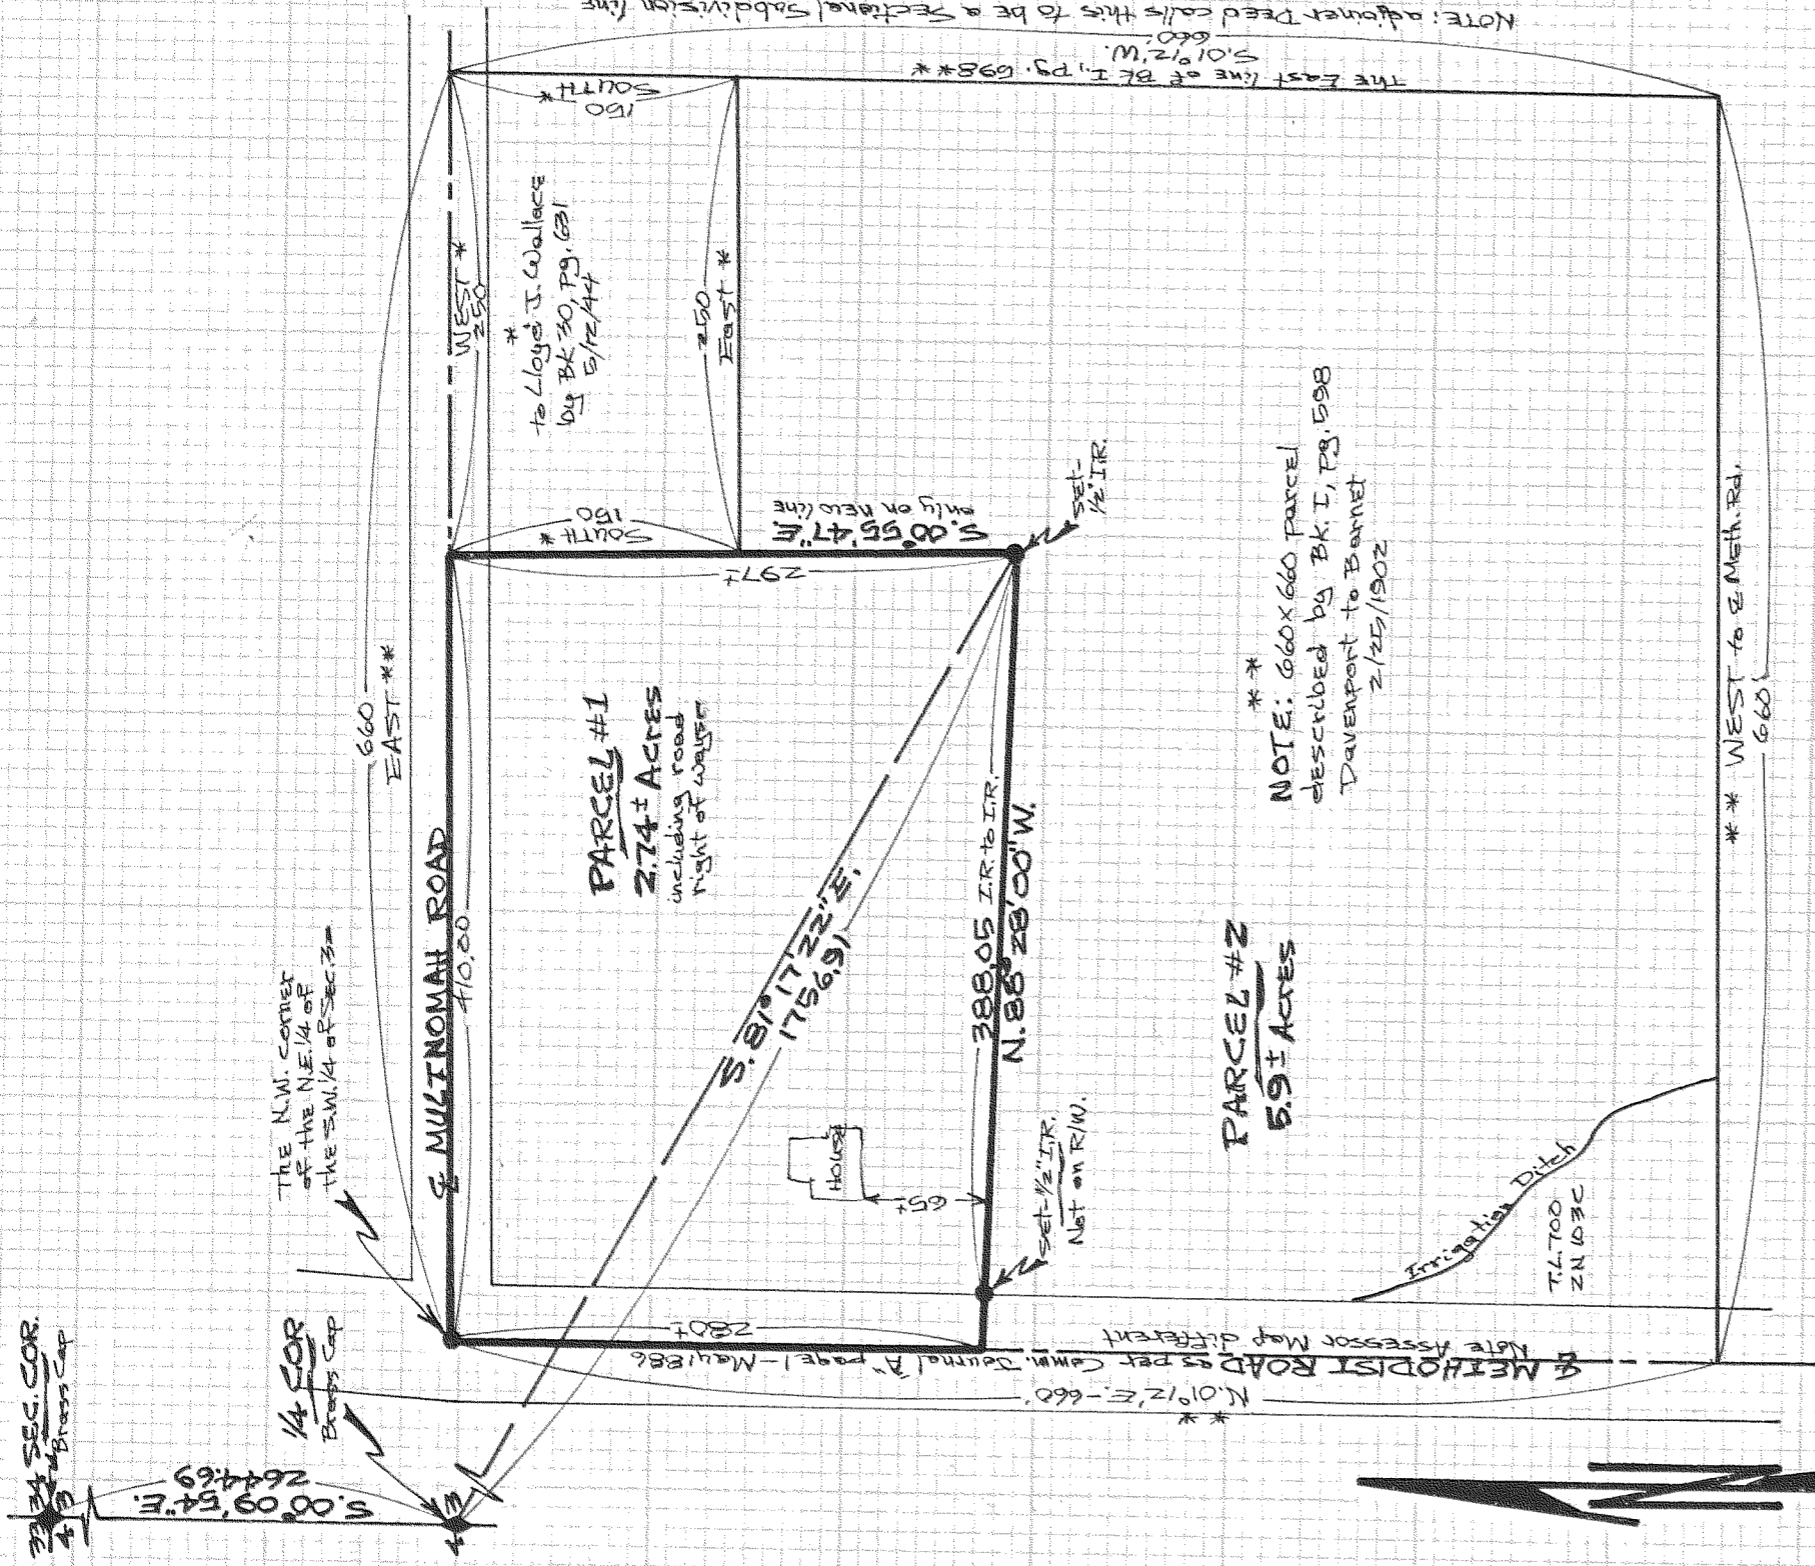 NOTE: adjoiner DEED calls this to be a Sectional Subdivision line
660
S.01°12'W.
The East line of Bk I., pg. 598 **
150
SOUTH *
WEST *
250
*
to Lloyd J. Wallace
by Bk 30, pg. 631
5/12/44
250
East *
150
SOUTH *
S.00°55'47"E.
only on new line
297±
set-
1/2" I.R.
660
EAST **
℄ MULTNOMAH ROAD
410.00
The N.W. corner
of the N.E. 1/4 of
the S.W. 1/4 of Sec. 3
PARCEL #1
2.74± Acres
including road
right of ways
S. 81° 17' 22" E.
1756.91
388.05 I.R. to I.R.
N. 88° 28' 00" W.
HOUSE
65±
set-1/2" I.R.
Not on R/W.
280±
**
NOTE: 660 x 660 parcel
described by Bk. I, pg. 598
Davenport to Barnet
2/25/1902
PARCEL #2
5.9± Acres
Irrigation Ditch
T.L. 700
2N 10 3C
** WEST to ℄ Meth. Rd.
660'
Note Assessor Map different
℄ METHODIST ROAD as per Comm. Journal "A" page 1 - May 1886
N.01°12'E. - 660'
**
1/4 COR
Brass Cap
SEC. COR.
Brass Cap
33 34
4 3
S.00°09'54"E.
2644.69
4 3
N